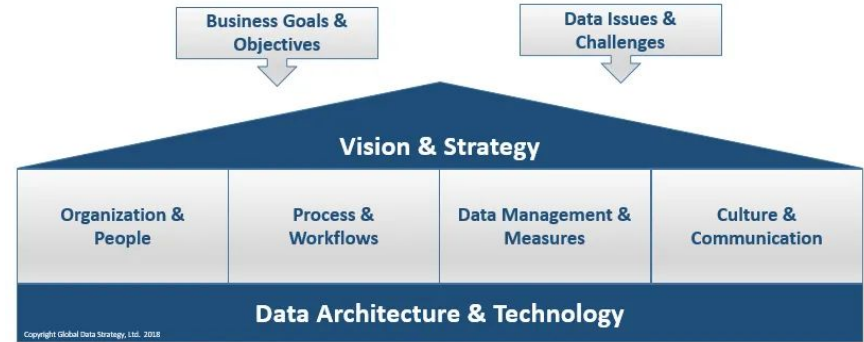 Business Goals &
Objectives
Data Issues &
Challenges
Vision & Strategy
Organization &
People
Process &
Workflows
Data Management &
Measures
Culture &
Communication
Data Architecture & Technology
Copyright Global Data Strategy, Ltd. 2018